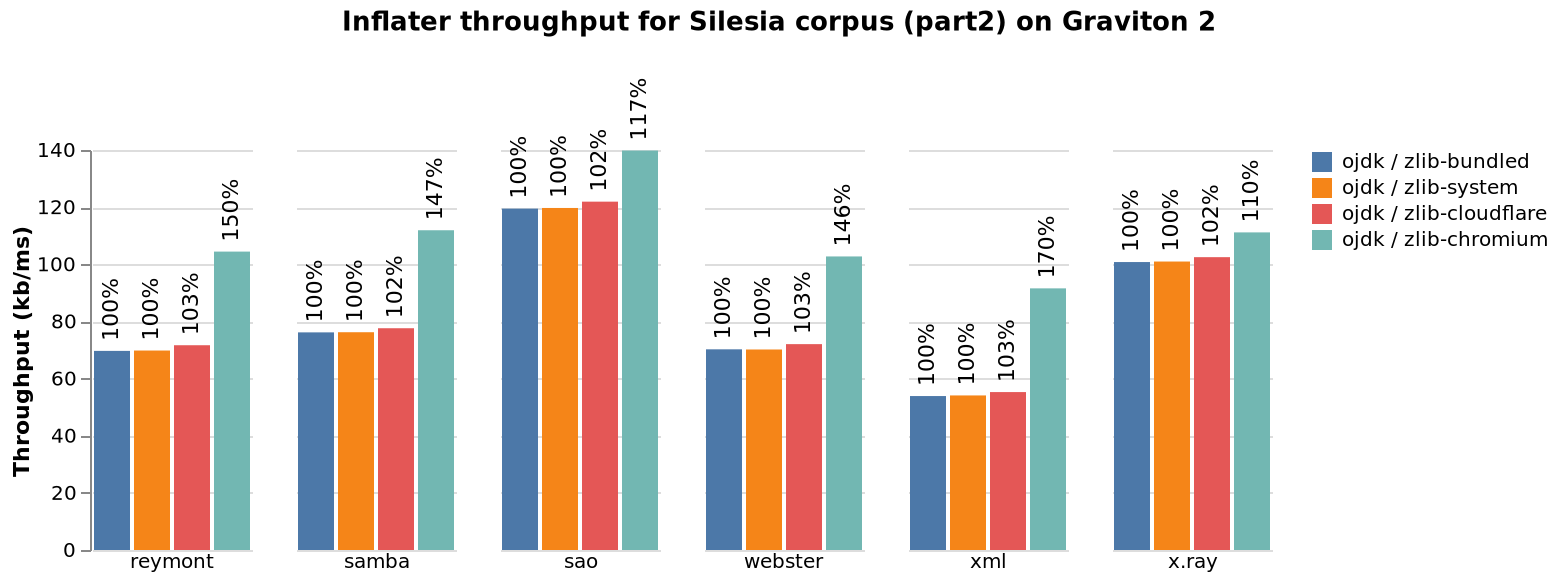 Inflater throughput for Silesia corpus (part2) on Graviton 2
Throughput (kb/ms)
140
120
100
80
60
40
20
0
100%
100%
103%
150%
reymont
100%
100%
102%
147%
samba
100%
100%
102%
117%
sao
100%
100%
103%
146%
webster
100%
100%
103%
170%
xml
100%
100%
102%
110%
x.ray
ojdk / zlib-bundled
ojdk / zlib-system
ojdk / zlib-cloudflare
ojdk / zlib-chromium